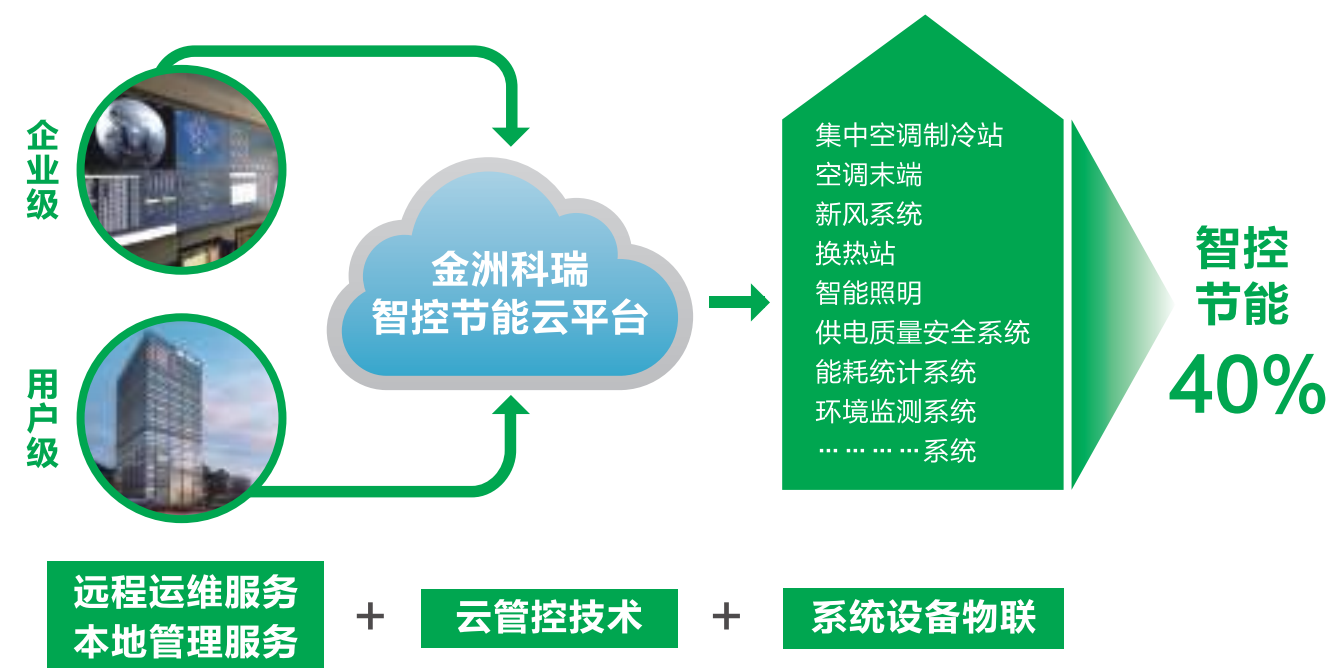 企业级
用户级
金洲科瑞
智控节能云平台
集中空调制冷站
空调末端
新风系统
换热站
智能照明
供电质量安全系统
能耗统计系统
环境监测系统
…………系统
智控
节能
40%
远程运维服务
本地管理服务
+
云管控技术
+
系统设备物联